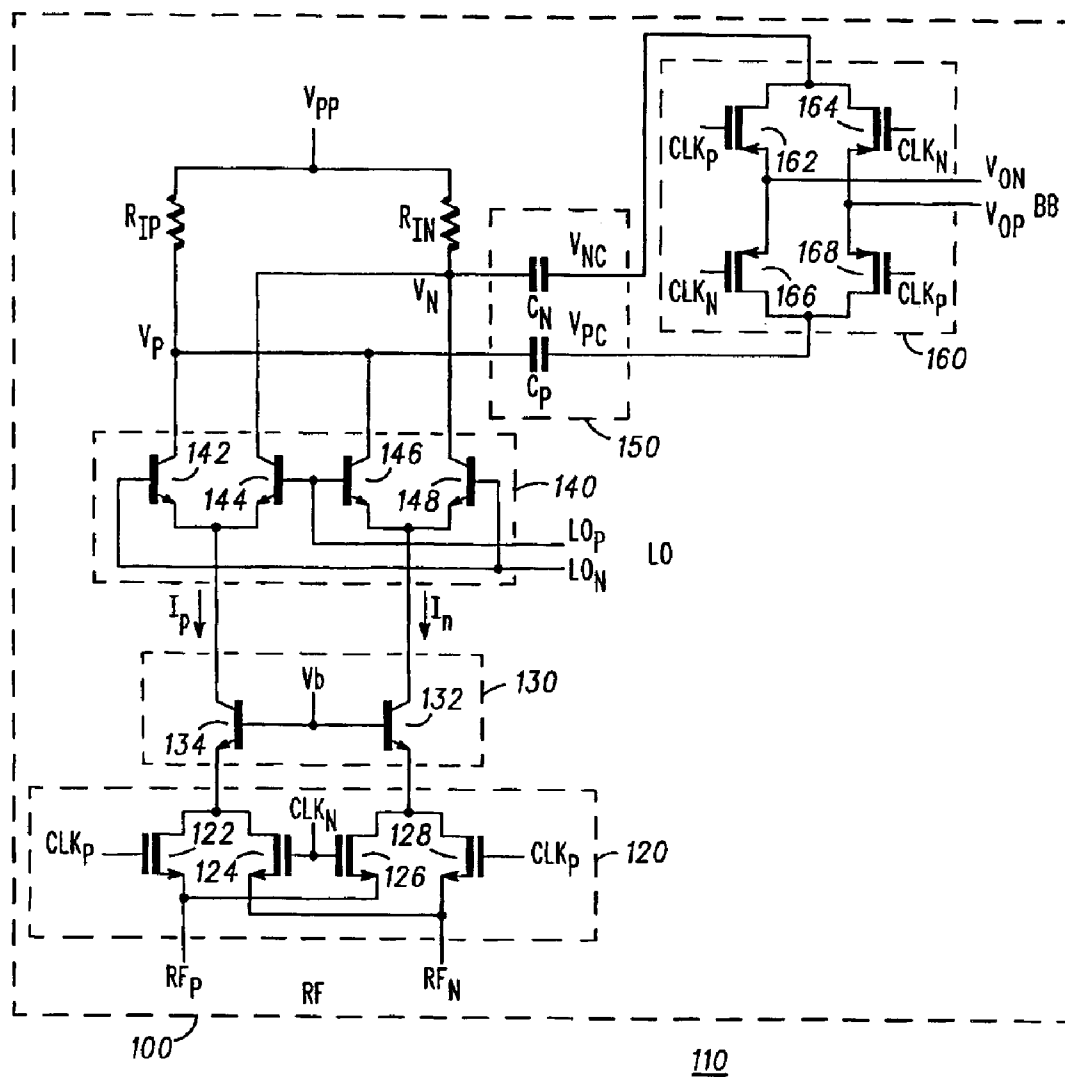 V_PP
R_IP
R_IN
V_N
V_P
V_NC
V_PC
C_N
C_P
150
CLK_P
162
164
CLK_N
V_ON
V_OP BB
CLK_N
166
168
CLK_P
160
142
144
146
148
140
LO_P
LO_N
LO
I_p
I_n
Vb
130
134
132
CLK_P
122
124
CLK_N
126
128
CLK_P
120
RF_P
RF
RF_N
100
110